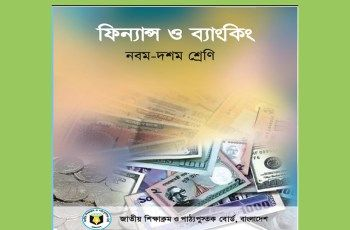 ফিন্যান্স ও ব্যাংকিং
নবম-দশম শ্রেণি
জাতীয় শিক্ষাক্রম ও পাঠ্যপুস্তক বোর্ড, বাংলাদেশ